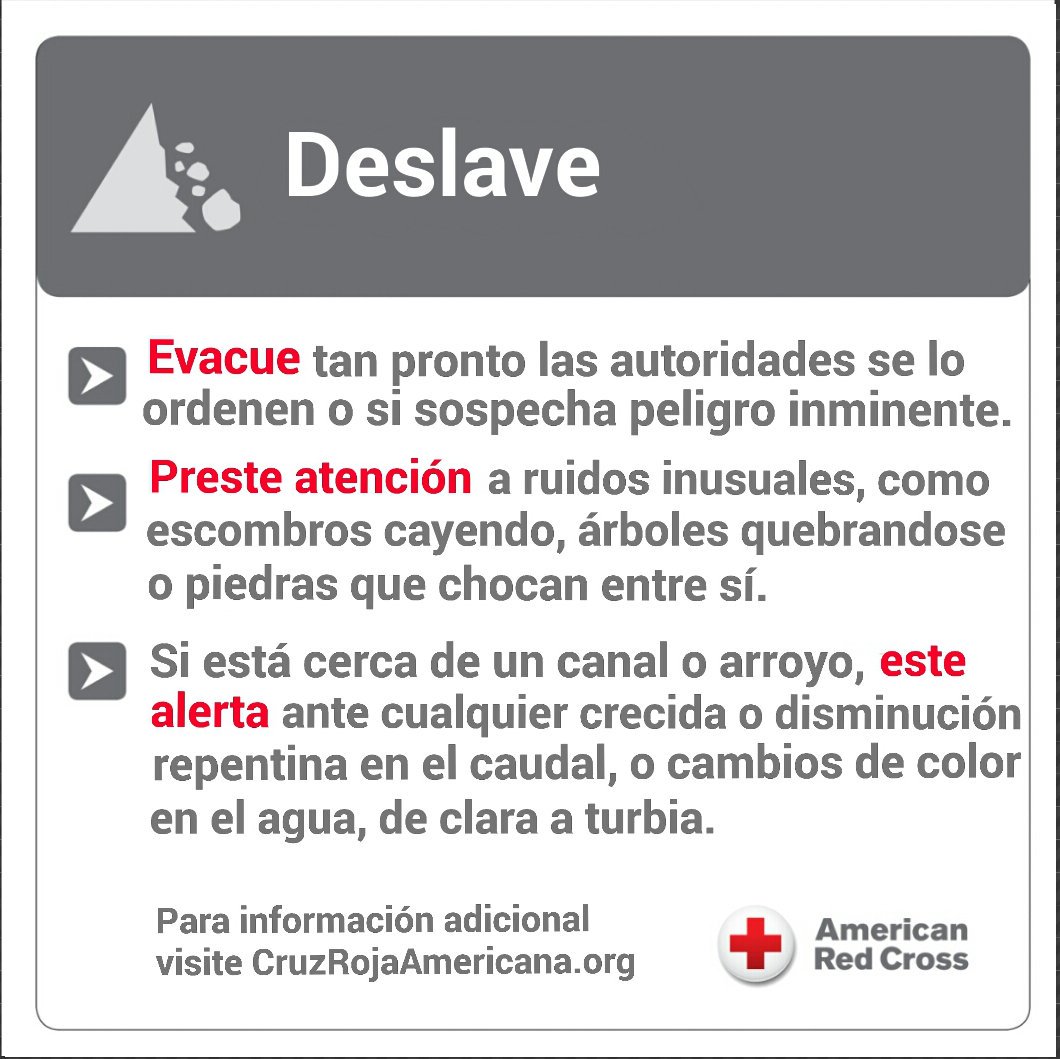 Deslave
Evacue tan pronto las autoridades se lo
ordenen o si sospecha peligro inminente.
Preste atención a ruidos inusuales, como
escombros cayendo, árboles quebrandose
o piedras que chocan entre sí.
Si está cerca de un canal o arroyo, este
alerta ante cualquier crecida o disminución
repentina en el caudal, o cambios de color
en el agua, de clara a turbia.
Para información adicional
visite CruzRojaAmericana.org
American
Red Cross